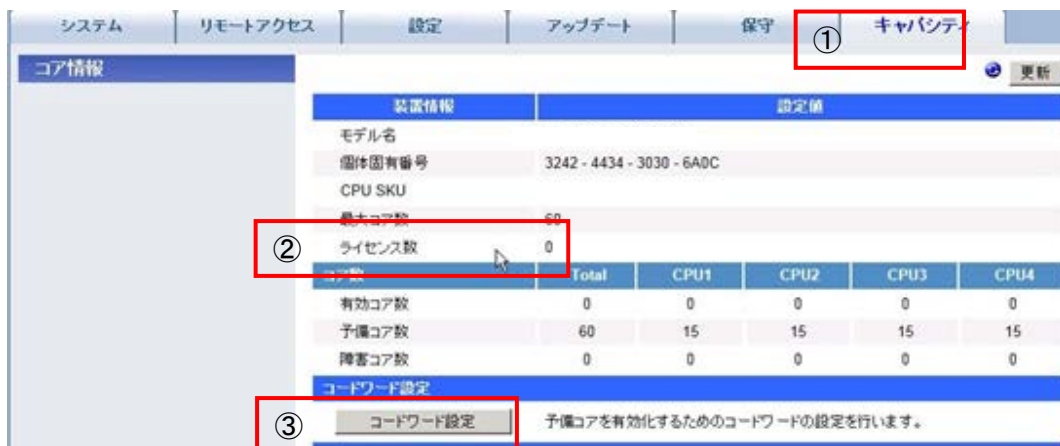 システム リモートアクセス 設定 アップデート 保守 ① キャパシティ
コア情報
更新
装置情報 設定値
モデル名
個体固有番号 3242 - 4434 - 3030 - 6A0C
CPU SKU
最大コア数 60
② ライセンス数 0
コア数 Total CPU1 CPU2 CPU3 CPU4
有効コア数 0 0 0 0 0
予備コア数 60 15 15 15 15
障害コア数 0 0 0 0 0
コードワード設定
③ コードワード設定 予備コアを有効化するためのコードワードの設定を行います。